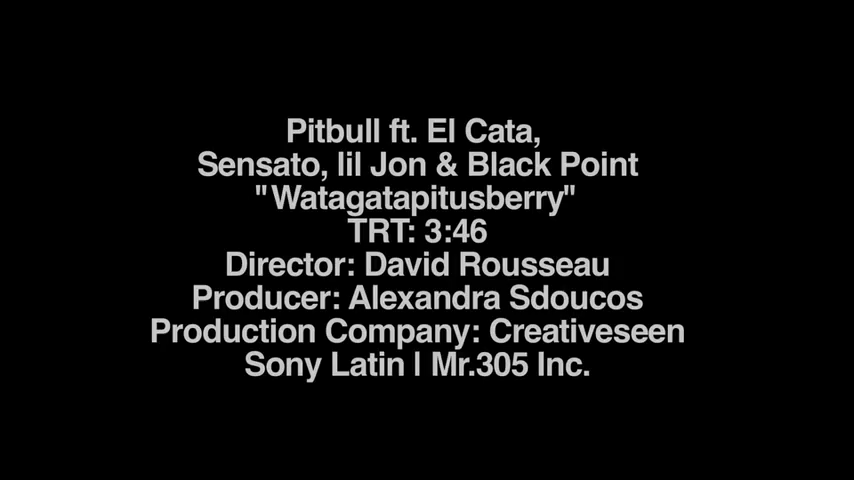 Pitbull ft. El Cata,
Sensato, lil Jon & Black Point
"Watagatapitusberry"
TRT: 3:46
Director: David Rousseau
Producer: Alexandra Sdoucos
Production Company: Creativeseen
Sony Latin | Mr.305 Inc.